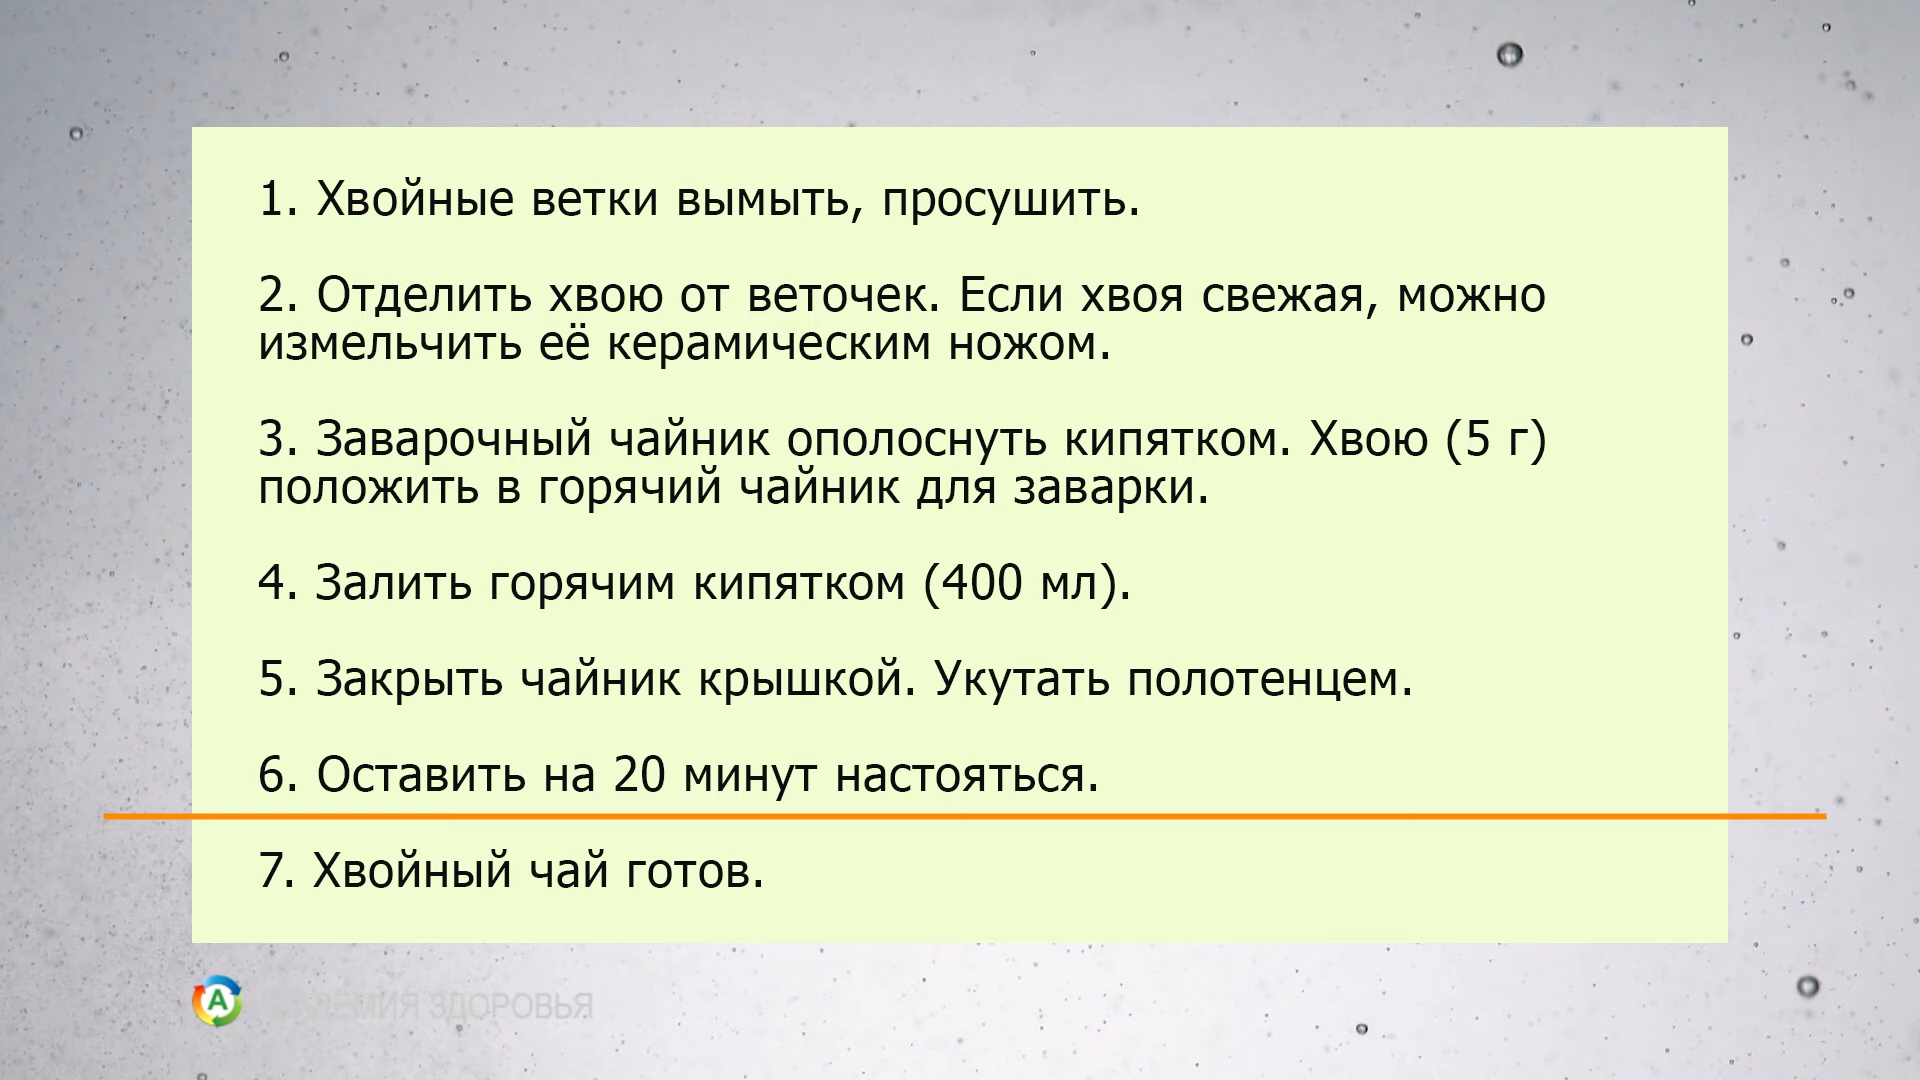 1. Хвойные ветки вымыть, просушить.
2. Отделить хвою от веточек. Если хвоя свежая, можно
измельчить её керамическим ножом.
3. Заварочный чайник ополоснуть кипятком. Хвою (5 г)
положить в горячий чайник для заварки.
4. Залить горячим кипятком (400 мл).
5. Закрыть чайник крышкой. Укутать полотенцем.
6. Оставить на 20 минут настояться.
7. Хвойный чай готов.
А
ЗДОРОВЬЯ